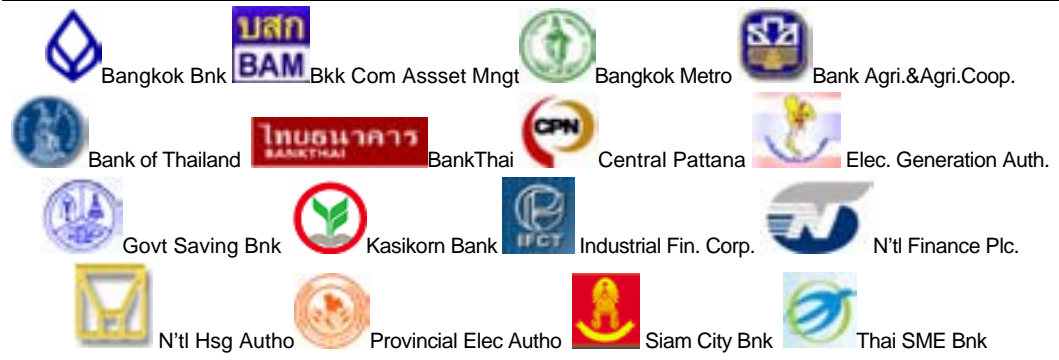 บสก
BAM
Bangkok Bnk Bkk Com Assset Mngt Bangkok Metro Bank Agri.&Agri.Coop.
ไทยธนาคาร
BANKTHAI
CPN
Bank of Thailand BankThai Central Pattana Elec. Generation Auth.
IFCT
Govt Saving Bnk Kasikorn Bank Industrial Fin. Corp. N'tl Finance Plc.
N'tl Hsg Autho Provincial Elec Autho Siam City Bnk Thai SME Bnk